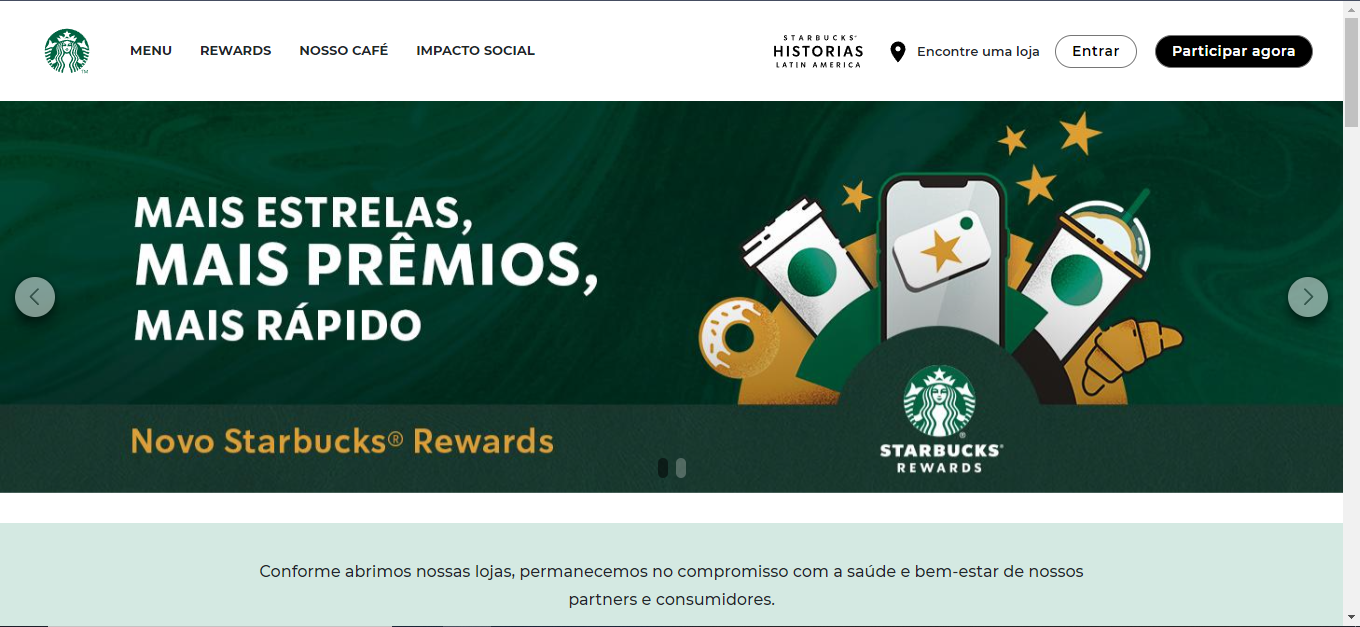 MENU
REWARDS
NOSSO CAFÉ
IMPACTO SOCIAL
STARBUCKS®
HISTORIAS
LATIN AMERICA
Encontre uma loja
Entrar
Participar agora
MAIS ESTRELAS,
MAIS PRÊMIOS,
MAIS RÁPIDO
Novo Starbucks® Rewards
STARBUCKS®
REWARDS
Conforme abrimos nossas lojas, permanecemos no compromisso com a saúde e bem-estar de nossos
partners e consumidores.